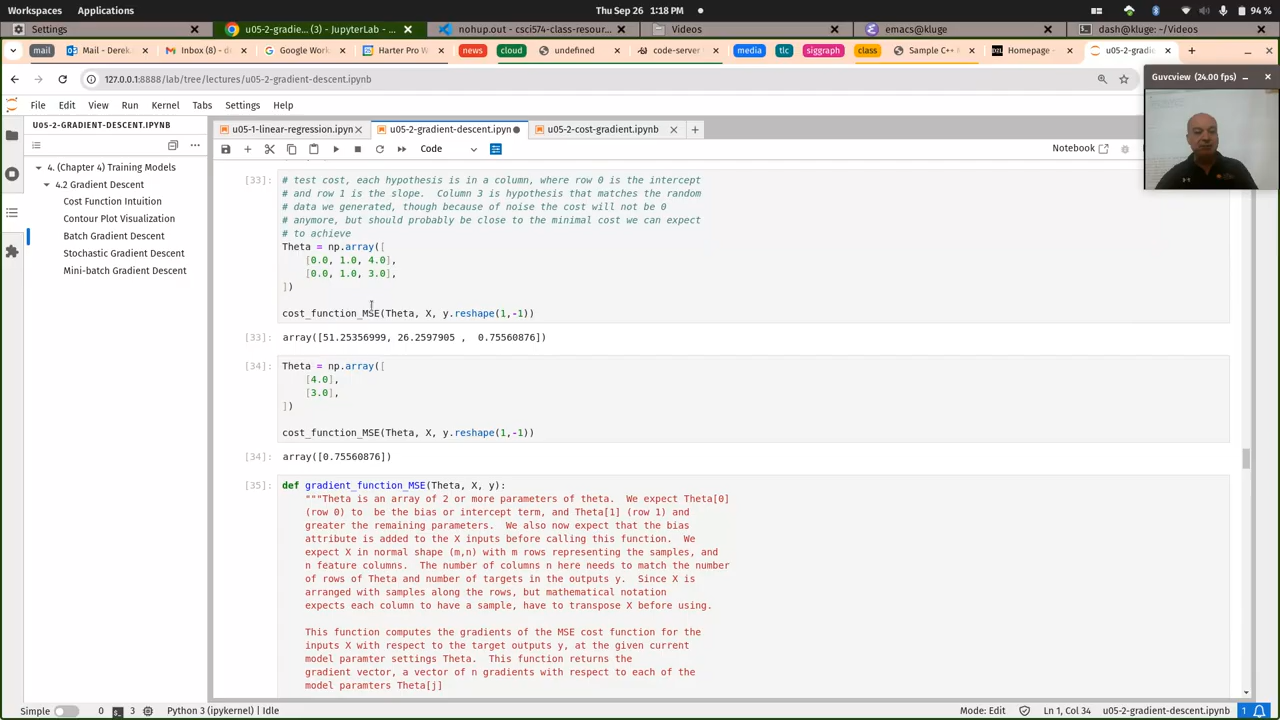 Workspaces Applications Thu Sep 26 1:18 PM 94 %
Settings u05-2-gradie... (3) - JupyterLab - ... nohup.out - csci574-class-resour... Videos emacs@kluge dash@kluge: ~/Videos
mail Mail - Derek. Inbox (8) - d Google Work Harter Pro W news cloud undefined code-server media tlc siggraph class Sample C++ M Homepage - u05-2-gradi
127.0.0.1:8888/lab/tree/lectures/u05-2-gradient-descent.ipynb
Guvcview (24.00 fps)
File Edit View Run Kernel Tabs Settings Help
U05-2-GRADIENT-DESCENT.IPYNB
u05-1-linear-regression.ipyn u05-2-gradient-descent.ipyn u05-2-cost-gradient.ipynb
Code Notebook
4. (Chapter 4) Training Models
4.2 Gradient Descent
Cost Function Intuition
Contour Plot Visualization
Batch Gradient Descent
Stochastic Gradient Descent
Mini-batch Gradient Descent
[33]: # test cost, each hypothesis is in a column, where row 0 is the intercept
# and row 1 is the slope. Column 3 is hypothesis that matches the random
# data we generated, though because of noise the cost will not be 0
# anymore, but should probably be close to the minimal cost we can expect
# to achieve
Theta = np.array([
[0.0, 1.0, 4.0],
[0.0, 1.0, 3.0],
])
cost_function_MSE(Theta, X, y.reshape(1,-1))
[33]: array([51.25356999, 26.2597905 , 0.75560876])
[34]: Theta = np.array([
[4.0],
[3.0],
])
cost_function_MSE(Theta, X, y.reshape(1,-1))
[34]: array([0.75560876])
[35]: def gradient_function_MSE(Theta, X, y):
"""Theta is an array of 2 or more parameters of theta. We expect Theta[0]
(row 0) to be the bias or intercept term, and Theta[1] (row 1) and
greater the remaining parameters. We also now expect that the bias
attribute is added to the X inputs before calling this function. We
expect X in normal shape (m,n) with m rows representing the samples, and
n feature columns. The number of columns n here needs to match the number
of rows of Theta and number of targets in the outputs y. Since X is
arranged with samples along the rows, but mathematical notation
expects each column to have a sample, have to transpose X before using.
This function computes the gradients of the MSE cost function for the
inputs X with respect to the target outputs y, at the given current
model paramter settings Theta. This function returns the
gradient vector, a vector of n gradients with respect to each of the
model paramters Theta[j]
Simple 0 3 Python 3 (ipykernel) | Idle Mode: Edit Ln 1, Col 34 u05-2-gradient-descent.ipynb 1